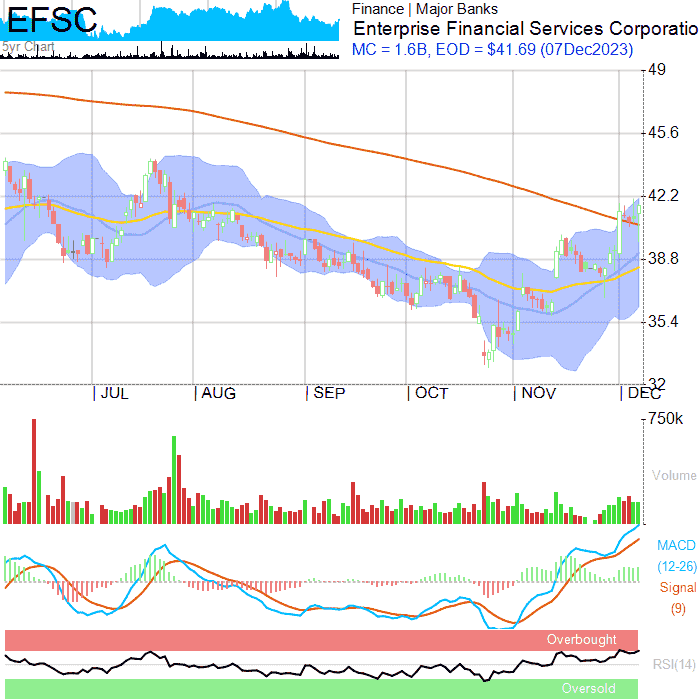 EFSC
5yr Chart
Finance | Major Banks
Enterprise Financial Services Corporatio
MC = 1.6B, EOD = $41.69 (07Dec2023)
49
45.6
42.2
38.8
35.4
32
JUL AUG SEP OCT NOV DEC
750k
Volume
MACD
(12-26)
Signal
(9)
Overbought
RSI(14)
Oversold